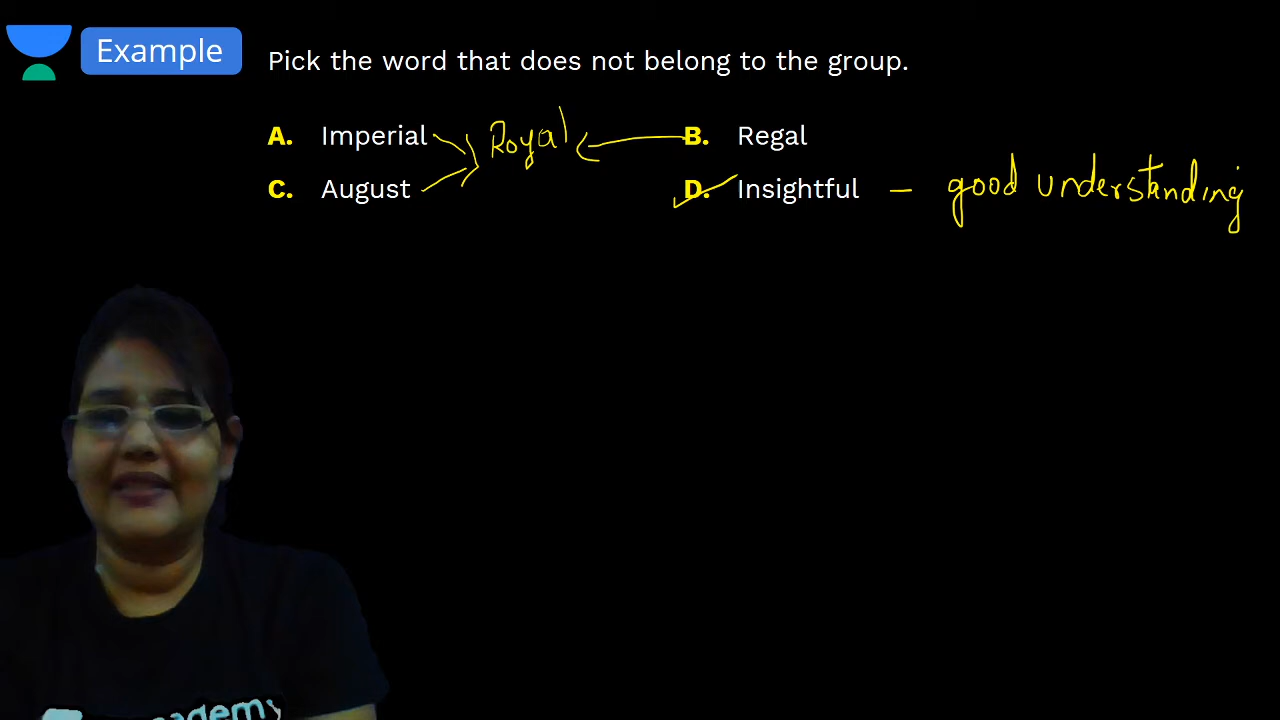 Example
Pick the word that does not belong to the group.
A. Imperial
Royal
B. Regal
C. August
D. Insightful – good understanding